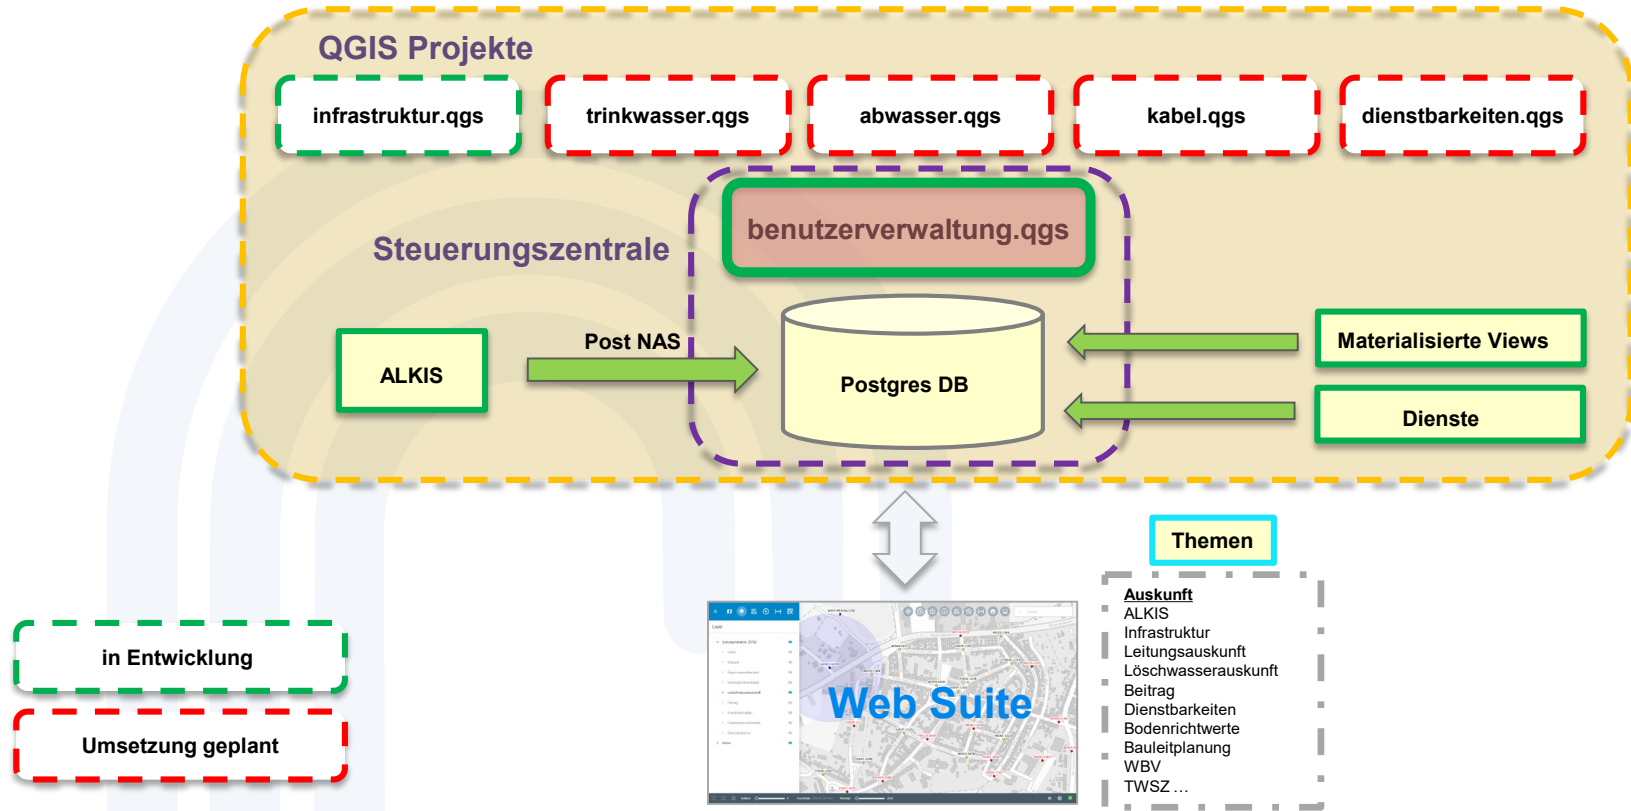 QGIS Projekte
infrastruktur.qgs
trinkwasser.qgs
abwasser.qgs
kabel.qgs
dienstbarkeiten.qgs
Steuerungszentrale
benutzerverwaltung.qgs
ALKIS
Post NAS
Postgres DB
Materialisierte Views
Dienste
in Entwicklung
Umsetzung geplant
Web Suite
Themen
Auskunft
ALKIS
Infrastruktur
Leitungsauskunft
Löschwasserauskunft
Beitrag
Dienstbarkeiten
Bodenrichtwerte
Bauleitplanung
WBV
TWSZ ...